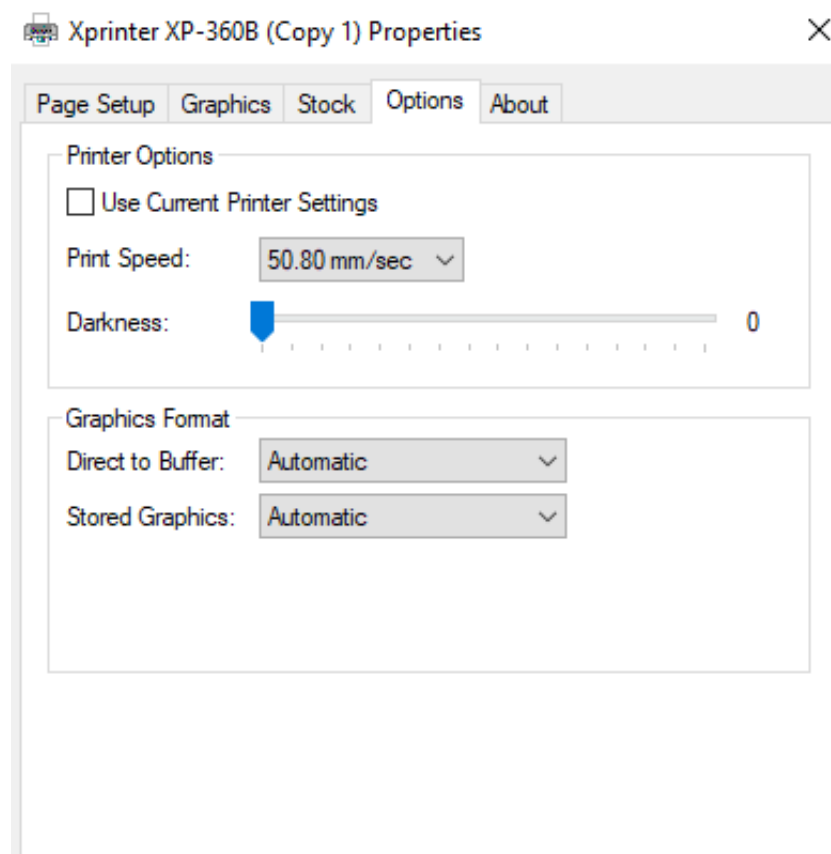 Xprinter XP-360B (Copy 1) Properties
Page Setup Graphics Stock Options About
Printer Options
Use Current Printer Settings
Print Speed: 50.80 mm/sec
Darkness: 0
Graphics Format
Direct to Buffer: Automatic
Stored Graphics: Automatic